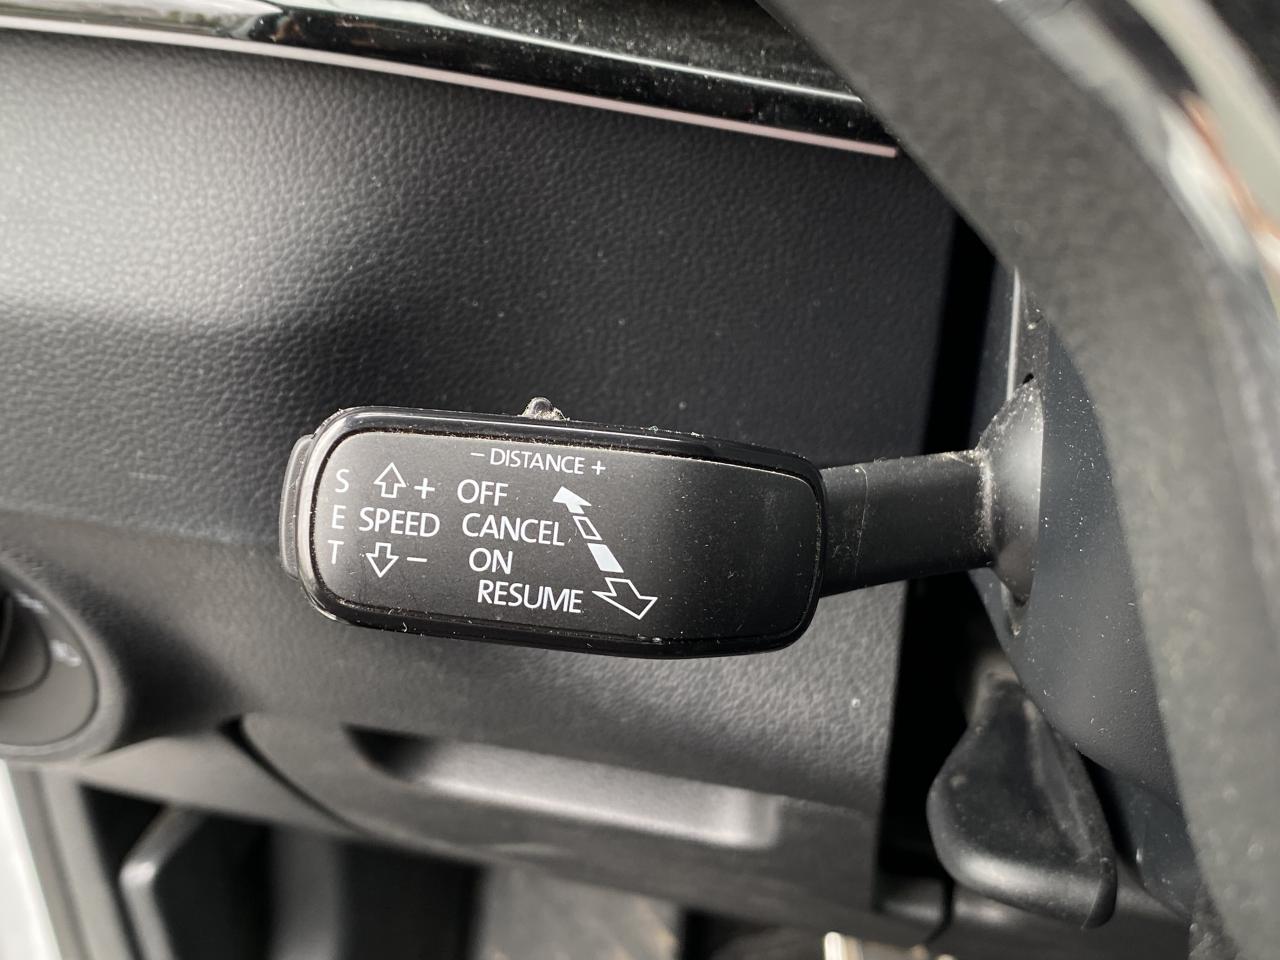 - DISTANCE +
S + OFF
E SPEED CANCEL
T - ON
RESUME